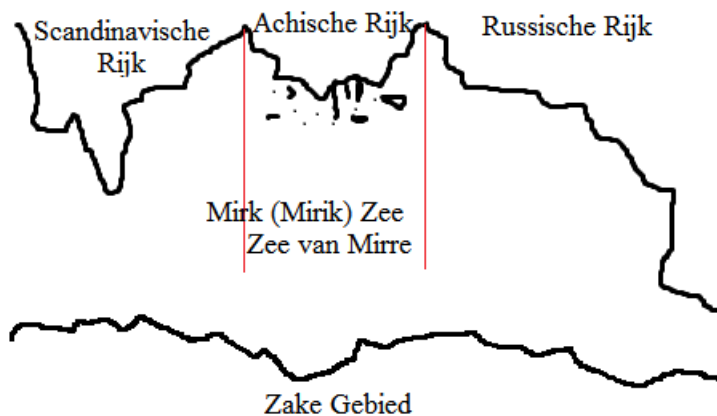 Scandinavische
Rijk
Achische Rijk
Russische Rijk
Mirk (Mirik) Zee
Zee van Mirre
Zake Gebied